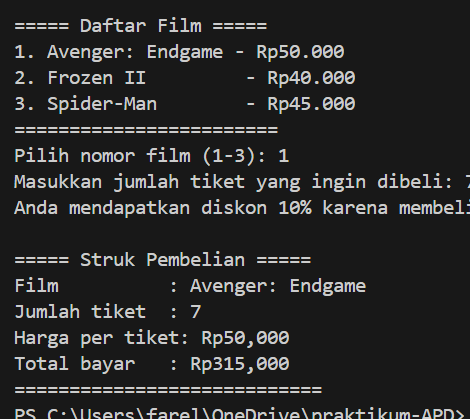 ===== Daftar Film =====
1. Avenger: Endgame - Rp50.000
2. Frozen II         - Rp40.000
3. Spider-Man        - Rp45.000
========================
Pilih nomor film (1-3): 1
Masukkan jumlah tiket yang ingin dibeli: 7
Anda mendapatkan diskon 10% karena membeli
===== Struk Pembelian =====
Film          : Avenger: Endgame
Jumlah tiket  : 7
Harga per tiket: Rp50,000
Total bayar   : Rp315,000
============================
PS C:\Users\farel\OneDrive\praktikum-APD>